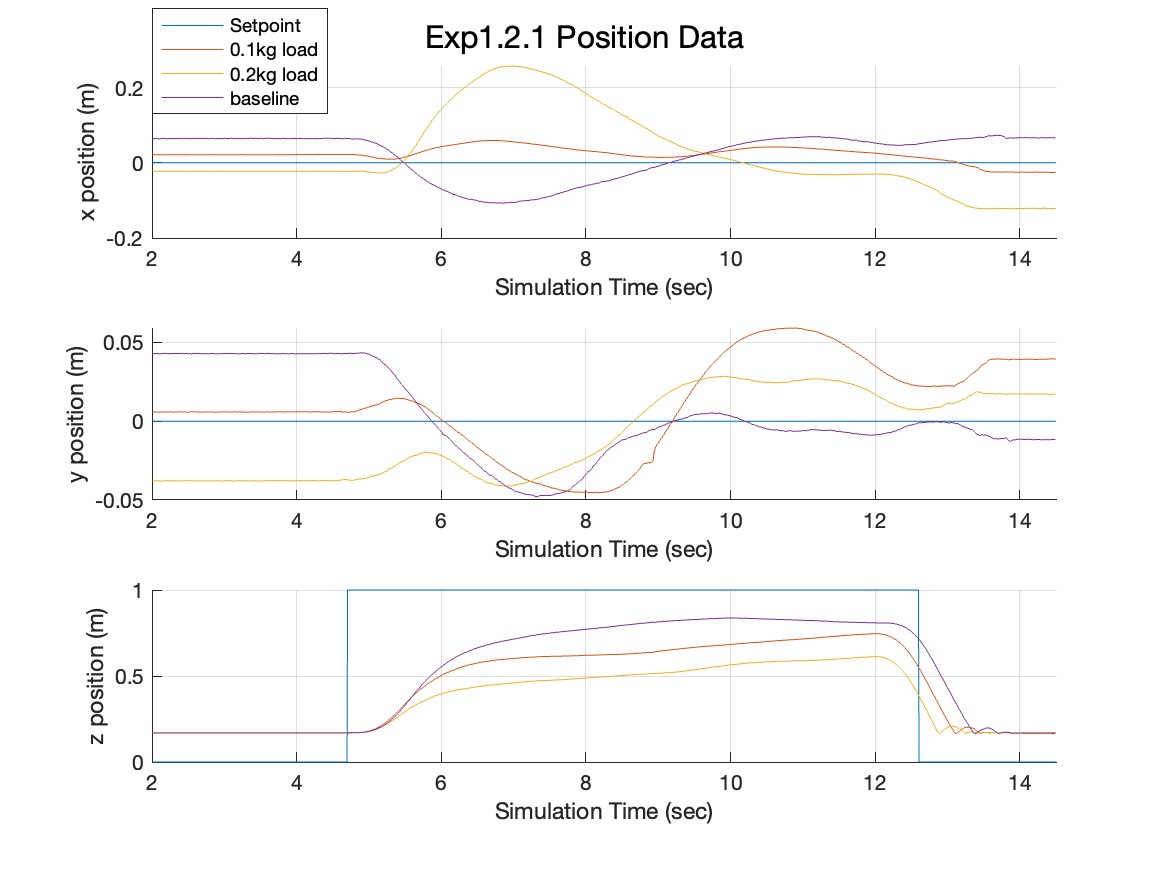 Exp1.2.1 Position Data
Setpoint
0.1kg load
0.2kg load
baseline
x position (m)
0.2
0
-0.2
2 4 6 8 10 12 14
Simulation Time (sec)
y position (m)
0.05
0
-0.05
2 4 6 8 10 12 14
Simulation Time (sec)
z position (m)
1
0.5
0
2 4 6 8 10 12 14
Simulation Time (sec)